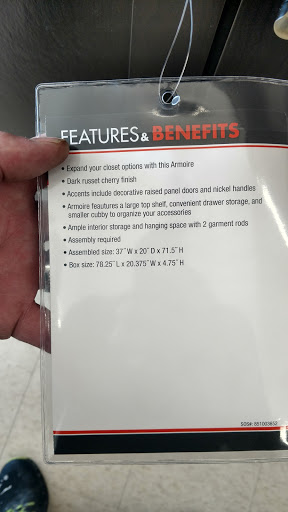 FEATURES & BENEFITS
• Expand your closet options with this Armoire
• Dark russet cherry finish
• Accents include decorative raised panel doors and nickel handles
• Armoire feautures a large top shelf, convenient drawer storage, and
small cubby to organize your accessories
• Ample interior storage and hanging space with 2 garment rods
• Assembly required
• Assembled size: 37" W x 20" D x 71.5" H
• Box size: 78.25" L x 20.375" W x 4.75" H